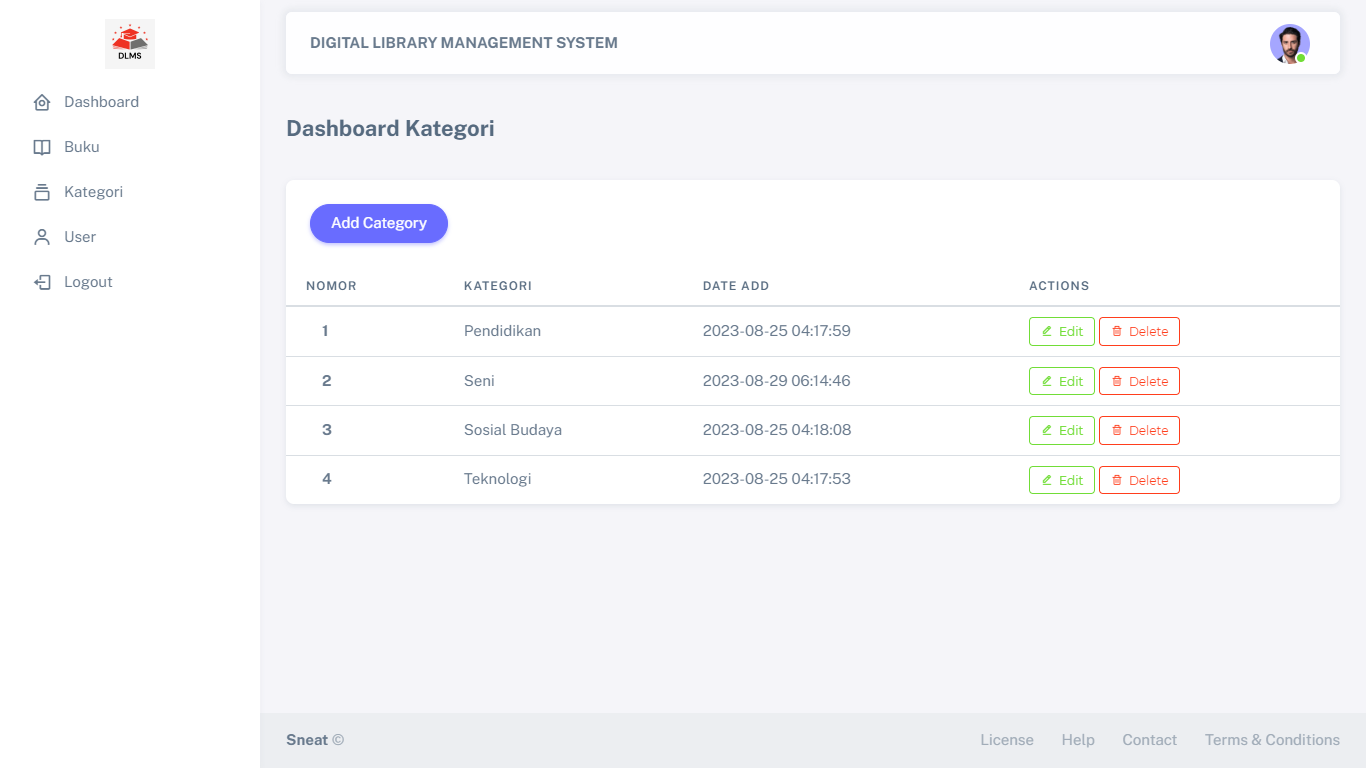 DLMS
Dashboard
Buku
Kategori
User
Logout
DIGITAL LIBRARY MANAGEMENT SYSTEM
Dashboard Kategori
Add Category
NOMOR KATEGORI DATE ADD ACTIONS
1 Pendidikan 2023-08-25 04:17:59 Edit Delete
2 Seni 2023-08-29 06:14:46 Edit Delete
3 Sosial Budaya 2023-08-25 04:18:08 Edit Delete
4 Teknologi 2023-08-25 04:17:53 Edit Delete
Sneat © License Help Contact Terms & Conditions